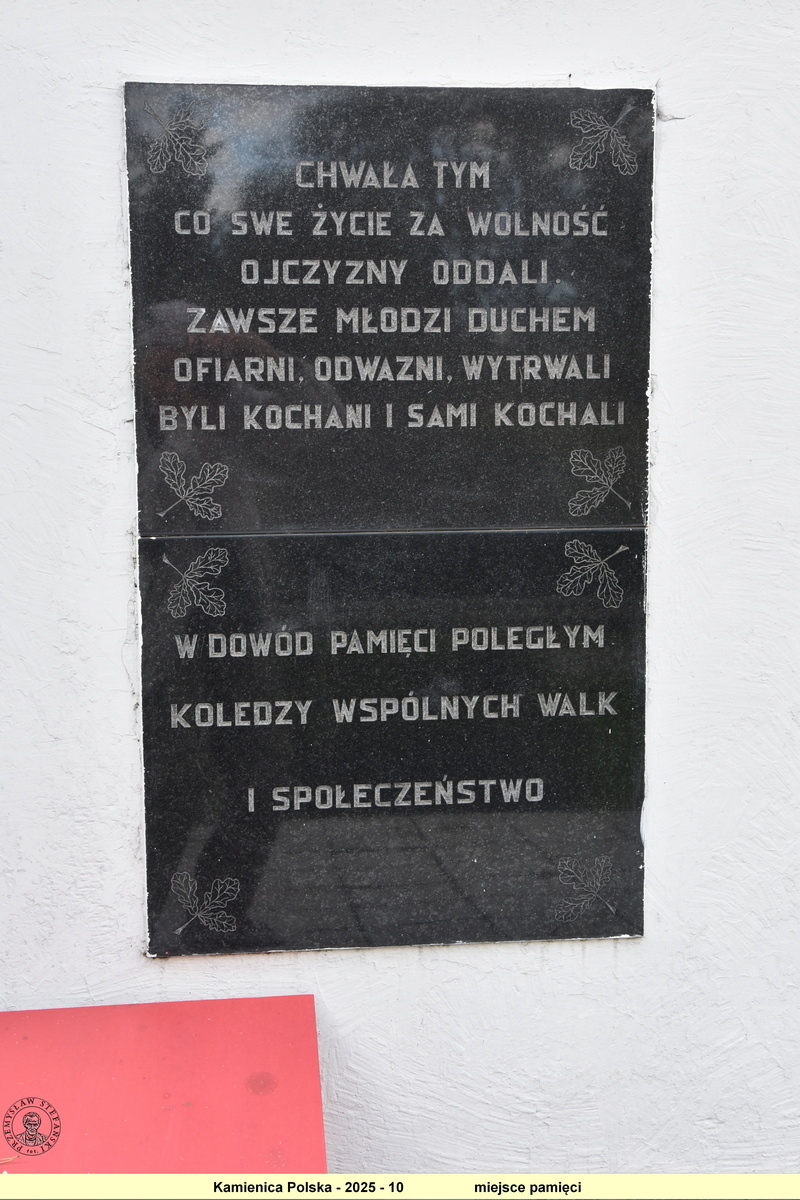 CHWAŁA TYM
CO SWE ŻYCIE ZA WOLNOŚĆ
OJCZYZNY ODDALI.
ZAWSZE MŁODZI DUCHEM
OFIARNI, ODWAZNI, WYTRWALI
BYLI KOCHANI I SAMI KOCHALI
W DOWÓD PAMIĘCI POLEGŁYM
KOLEDZY WSPÓLNYCH WALK
I SPOŁECZEŃSTWO
PRZEMYSŁAW STEFAŃSKI
fot.
Kamienica Polska - 2025 - 10 miejsce pamięci